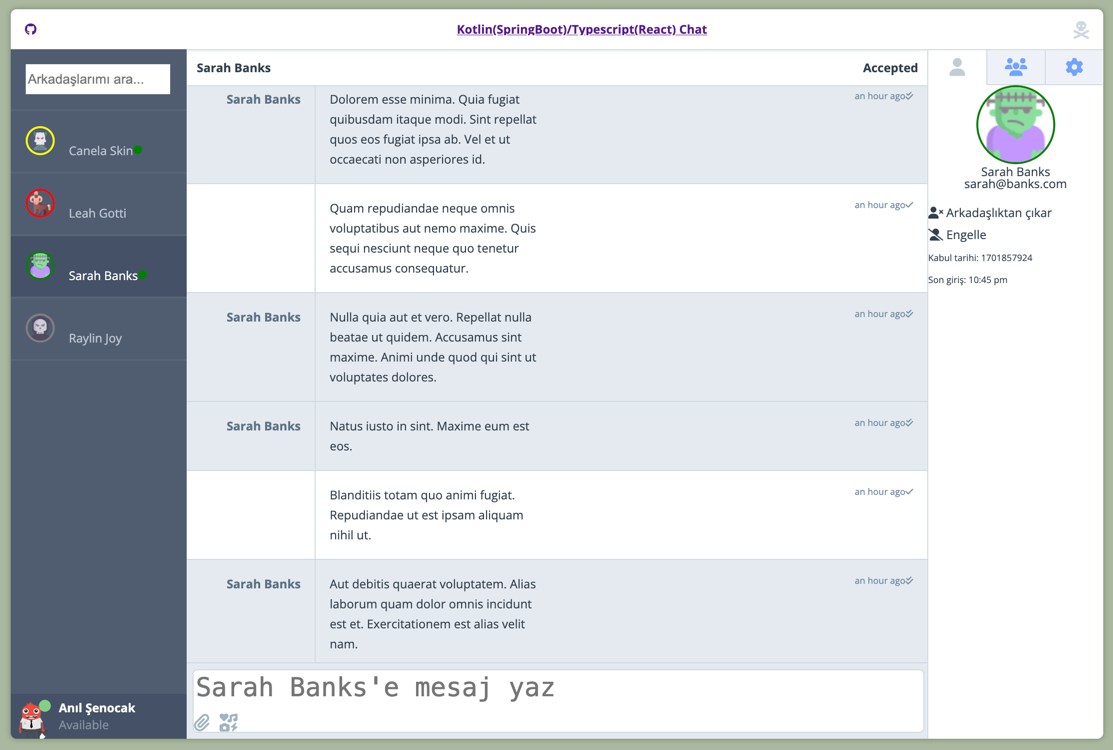 Kotlin(SpringBoot)/Typescript(React) Chat
Arkadaşlarımı ara...
Canela Skin
Leah Gotti
Sarah Banks
Raylin Joy
Anıl Şenocak
Available
Sarah Banks
Accepted
Sarah Banks
Dolorem esse minima. Quia fugiat
quibusdam itaque modi. Sint repellat
quos eos fugiat ipsa ab. Vel et ut
occaecati non asperiores id.
an hour ago
Quam repudiandae neque omnis
voluptatibus aut nemo maxime. Quis
sequi nesciunt neque quo tenetur
accusamus consequatur.
an hour ago
Sarah Banks
Nulla quia aut et vero. Repellat nulla
beatae ut quidem. Accusamus sint
maxime. Animi unde quod qui sint ut
voluptates dolores.
an hour ago
Sarah Banks
Natus iusto in sint. Maxime eum est
eos.
an hour ago
Blanditiis totam quo animi fugiat.
Repudiandae ut est ipsam aliquam
nihil ut.
an hour ago
Sarah Banks
Aut debitis quaerat voluptatem. Alias
laborum quam dolor omnis incidunt
est et. Exercitationem est alias velit
nam.
an hour ago
Sarah Banks'e mesaj yaz
Sarah Banks
sarah@banks.com
Arkadaşlıktan çıkar
Engelle
Kabul tarihi: 1701857924
Son giriş: 10:45 pm